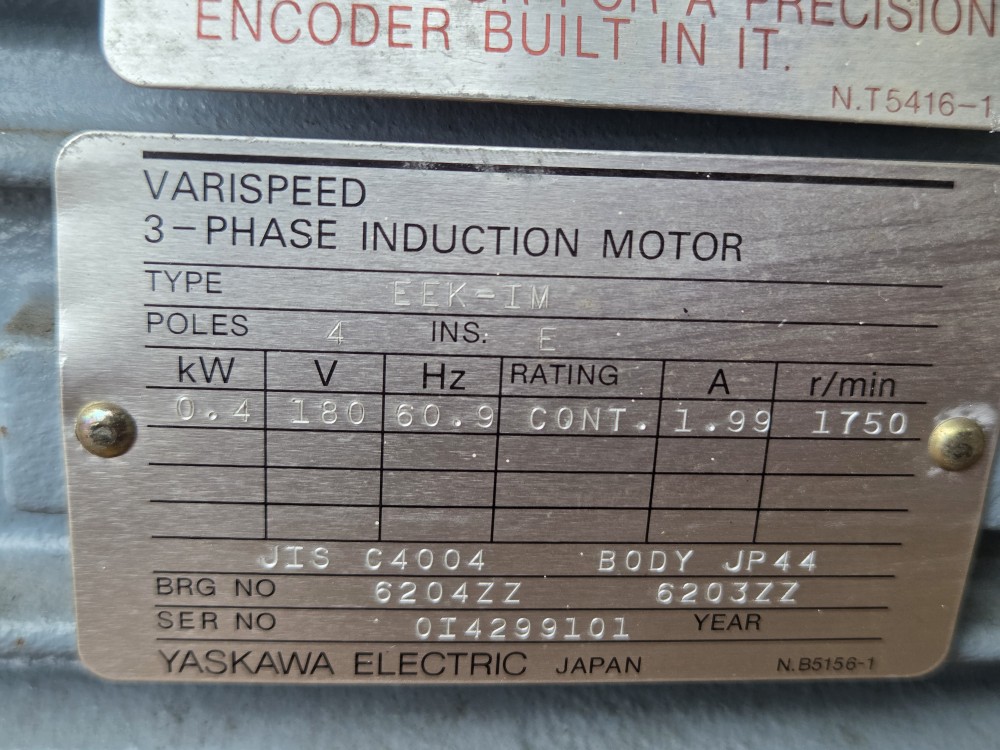 FOR A PRECISION
ENCODER BUILT IN IT.
N.T5416-1
VARISPEED
3-PHASE INDUCTION MOTOR
TYPE EEK-IM
POLES 4 INS. E
kW V Hz RATING A r/min
0.4 180 60.9 CONT. 1.99 1750
JIS C4004 BODY JP44
BRG NO 6204ZZ 6203ZZ
SER NO 0I4299101 YEAR
YASKAWA ELECTRIC JAPAN N.B5156-1